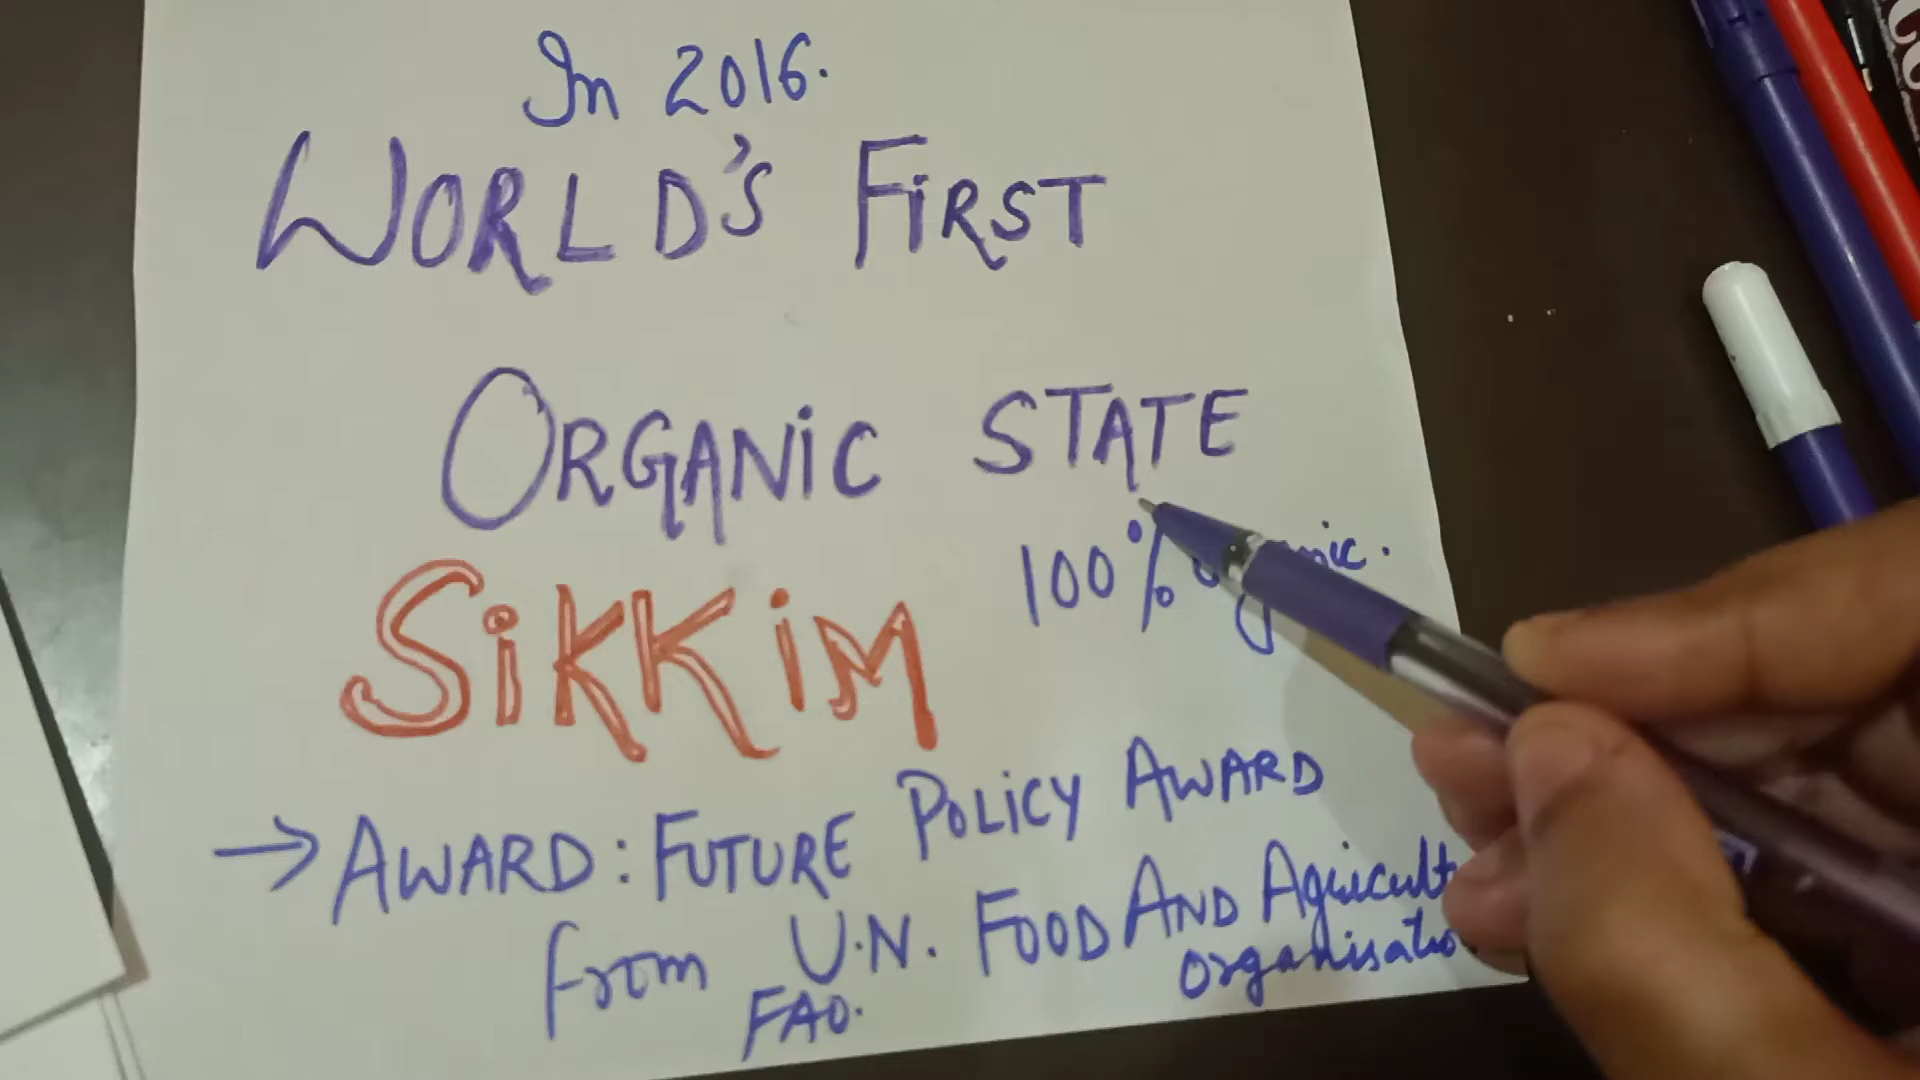 In 2016.
WORLD'S FIRST
ORGANIC STATE
100%
SIKKIM
→ AWARD : FUTURE POLICY AWARD
from U.N. FOOD AND
FAO.